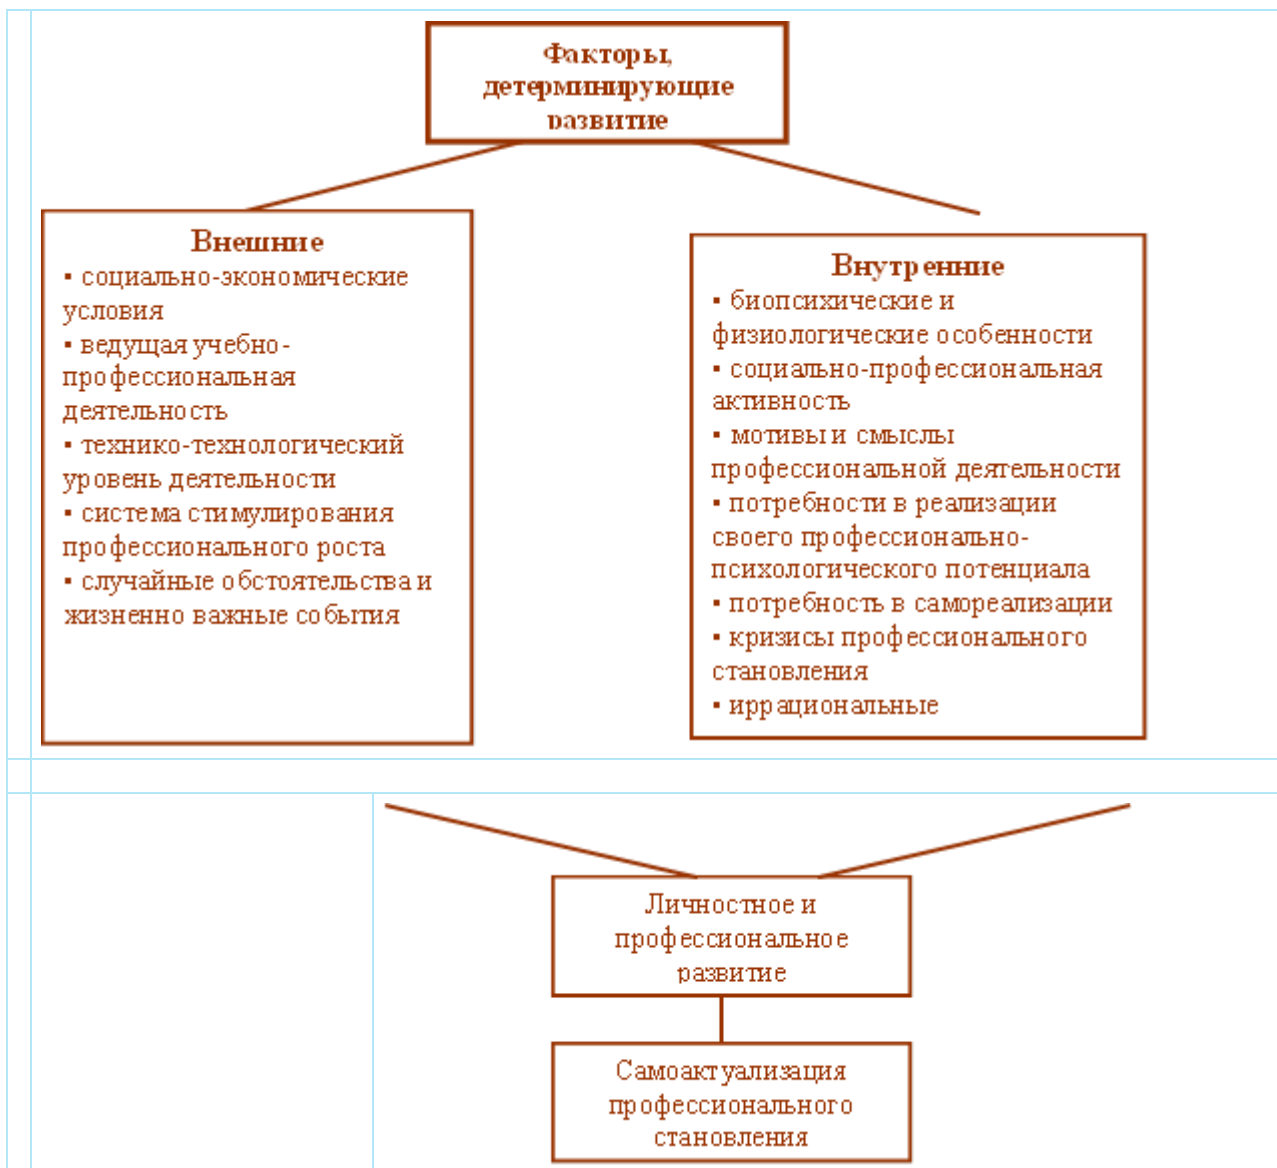 Факторы,
детерминирующие
развитие
Внешние
▪ социально-экономические
условия
▪ ведущая учебно-
профессиональная
деятельность
▪ технико-технологический
уровень деятельности
▪ система стимулирования
профессионального роста
▪ случайные обстоятельства и
жизненно важные события
Внутренние
▪ биопсихические и
физиологические особенности
▪ социально-профессиональная
активность
▪ мотивы и смыслы
профессиональной деятельности
▪ потребности в реализации
своего профессионально-
психологического потенциала
▪ потребность в самореализации
▪ кризисы профессионального
становления
▪ иррациональные
Личностное и
профессиональное
развитие
Самоактуализация
профессионального
становления